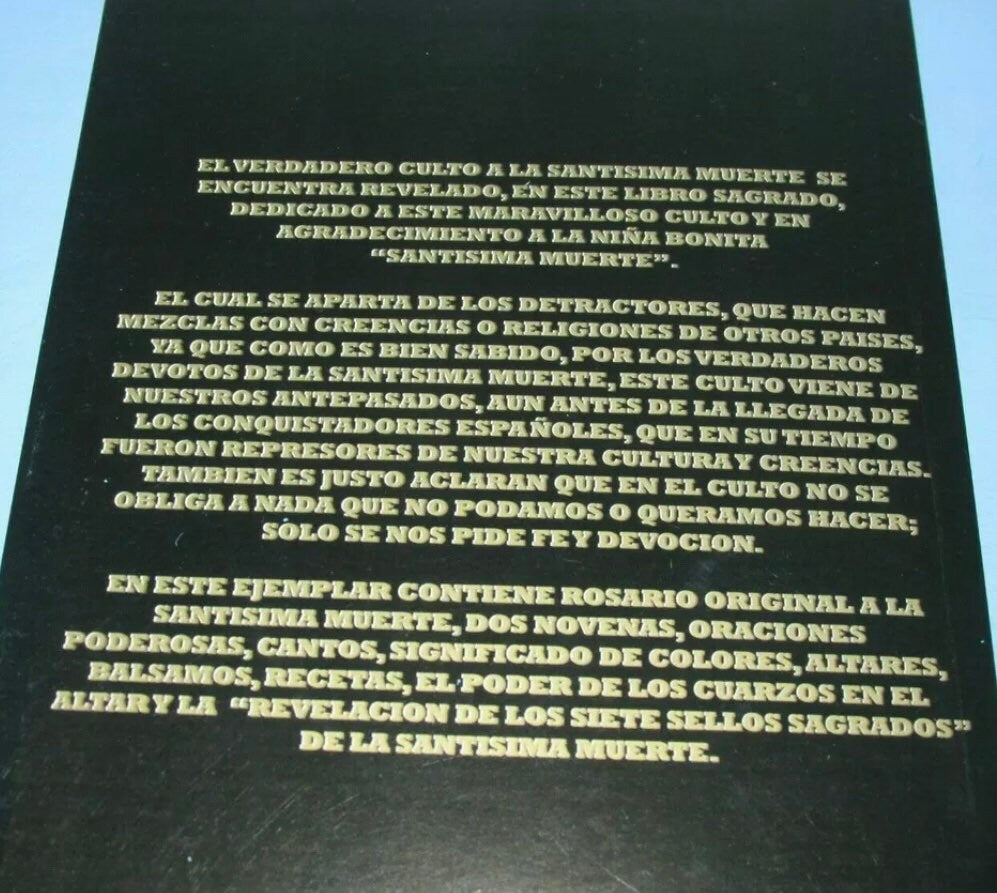 EL VERDADERO CULTO A LA SANTISIMA MUERTE SE
ENCUENTRA REVELADO, EN ESTE LIBRO SAGRADO,
DEDICADO A ESTE MARAVILLOSO CULTO Y EN
AGRADECIMIENTO A LA NIÑA BONITA
“SANTISIMA MUERTE”.
EL CUAL SE APARTA DE LOS DETRACTORES, QUE HACEN
MEZCLAS CON CREENCIAS O RELIGIONES DE OTROS PAISES,
YA QUE COMO ES BIEN SABIDO, POR LOS VERDADEROS
DEVOTOS DE LA SANTISIMA MUERTE, ESTE CULTO VIENE DE
NUESTROS ANTEPASADOS, AUN ANTES DE LA LLEGADA DE
LOS CONQUISTADORES ESPAÑOLES, QUE EN SU TIEMPO
FUERON REPRESORES DE NUESTRA CULTURA Y CREENCIAS.
TAMBIEN ES JUSTO ACLARAN QUE EN EL CULTO NO SE
OBLIGA A NADA QUE NO PODAMOS O QUERAMOS HACER;
SOLO SE NOS PIDE FE Y DEVOCION.
EN ESTE EJEMPLAR CONTIENE ROSARIO ORIGINAL A LA
SANTISIMA MUERTE, DOS NOVENAS, ORACIONES
PODEROSAS, CANTOS, SIGNIFICADO DE COLORES, ALTARES,
BALSAMOS, RECETAS, EL PODER DE LOS CUARZOS EN EL
ALTAR Y LA “REVELACION DE LOS SIETE SELLOS SAGRADOS”
DE LA SANTISIMA MUERTE.